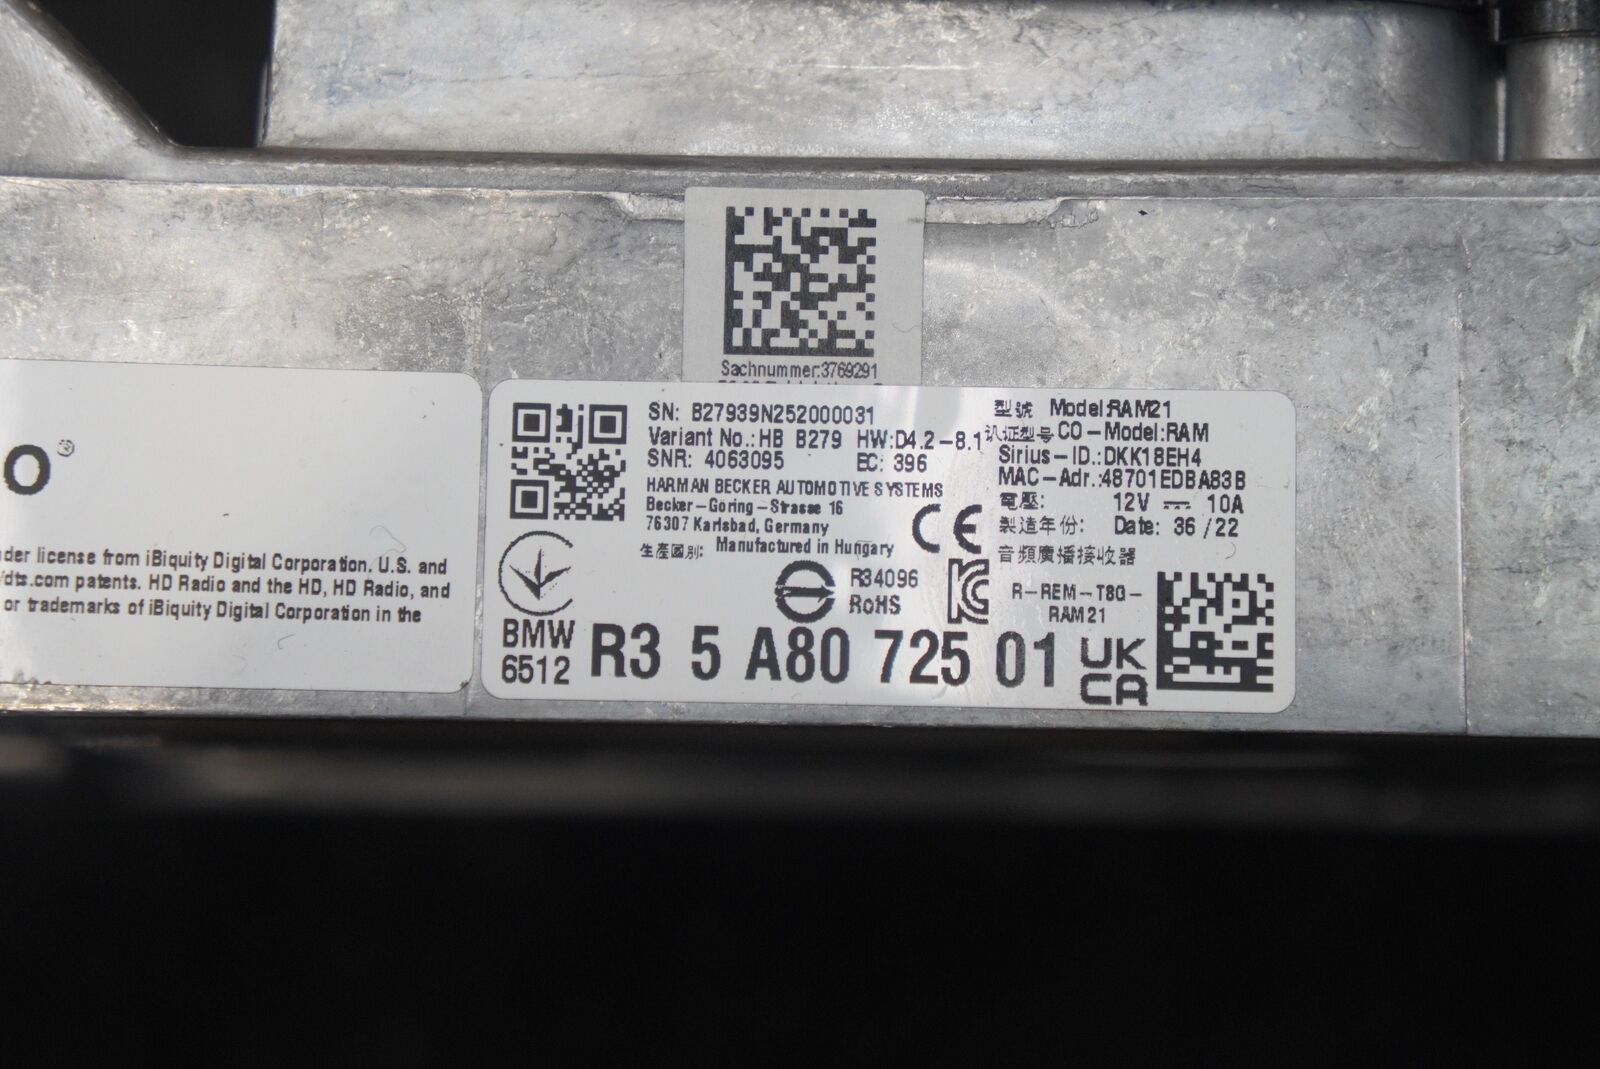 Sachnummer:3769291
O®
der license from iBiquity Digital Corporation. U.S. and
/dts.com patents. HD Radio and the HD, HD Radio, and
or trademarks of iBiquity Digital Corporation in the
SN: B27939N252000031
Variant No.: HB B279 HW:D4.2-8.1
SNR: 4063095 EC: 396
HARMAN BECKER AUTOMOTIVE SYSTEMS
Becker-Goring-Strasse 16
76307 Karlsbad, Germany
生產國別: Manufactured in Hungary
型號 Model:RAM21
认证型号 CO-Model:RAM
Sirius-ID.:DKK18EH4
MAC-Adr.:48701EDBA83B
電壓: 12V ⎓ 10A
製造年份: Date: 36/22
音頻廣播接收器
CE
R34096
RoHS
R-REM-T8G-
RAM21
BMW
6512
R3 5 A80 725 01
UK
CA